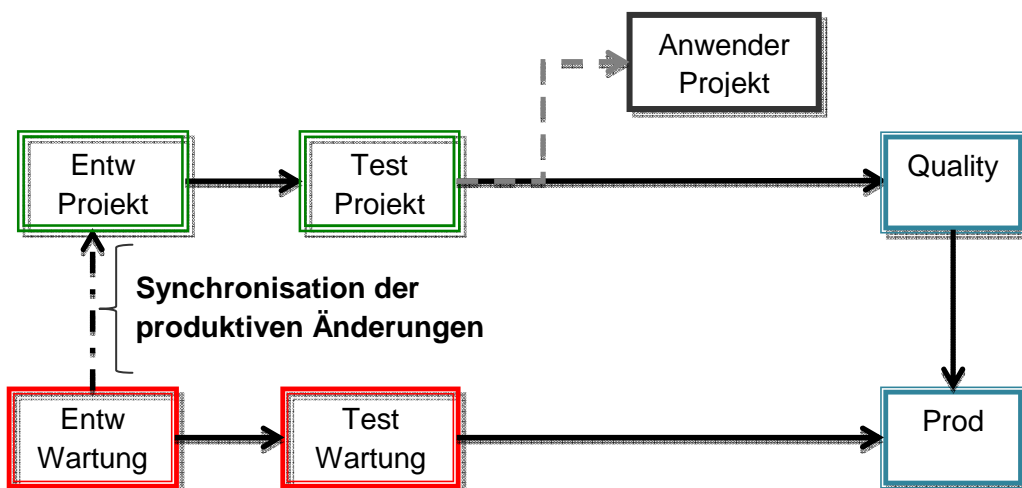 Anwender
Projekt
Entw
Projekt
Test
Projekt
Quality
Synchronisation der
produktiven Änderungen
Entw
Wartung
Test
Wartung
Prod